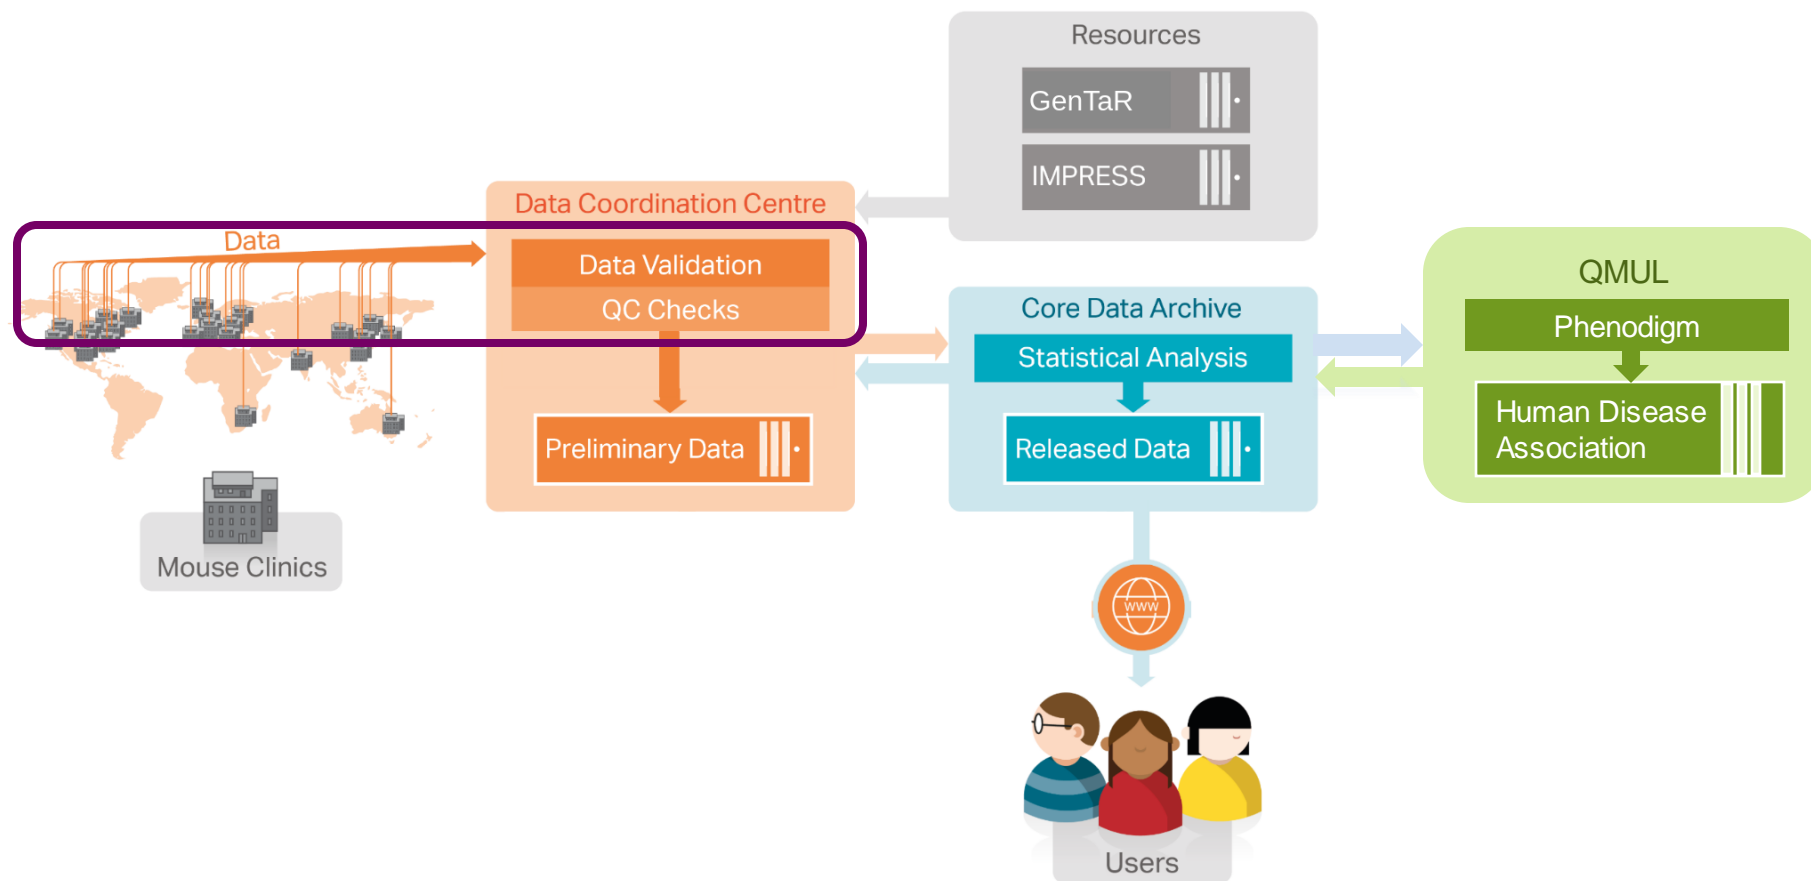 Resources
GenTaR
IMPRESS
Data Coordination Centre
Data
Data Validation
QC Checks
Preliminary Data
Mouse Clinics
Core Data Archive
Statistical Analysis
Released Data
QMUL
Phenodigm
Human Disease
Association
www
Users